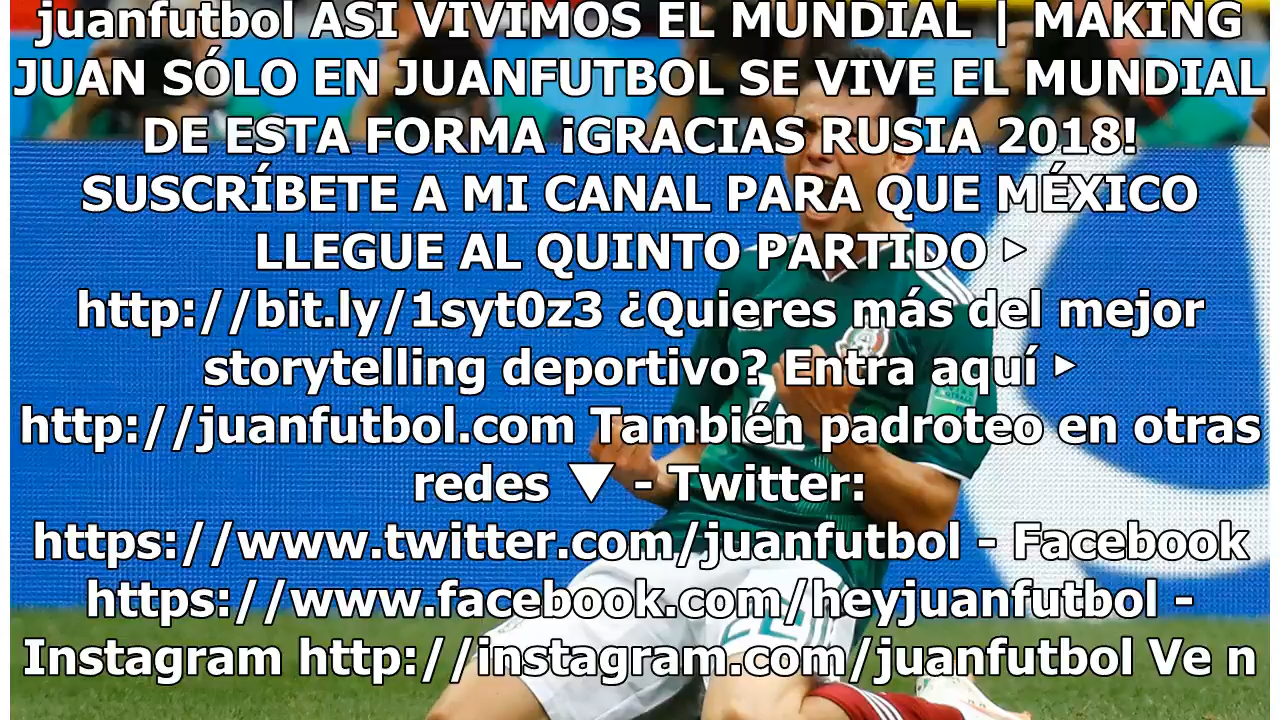 juanfutbol ASÍ VIVIMOS EL MUNDIAL | MAKING
JUAN SÓLO EN JUANFUTBOL SE VIVE EL MUNDIAL
DE ESTA FORMA ¡GRACIAS RUSIA 2018!
SUSCRÍBETE A MI CANAL PARA QUE MÉXICO
LLEGUE AL QUINTO PARTIDO ‣
http://bit.ly/1syt0z3 ¿Quieres más del mejor
storytelling deportivo? Entra aquí ‣
http://juanfutbol.com También padroteo en otras
redes ▼ - Twitter:
https://www.twitter.com/juanfutbol - Facebook
https://www.facebook.com/heyjuanfutbol -
Instagram http://instagram.com/juanfutbol Ve n